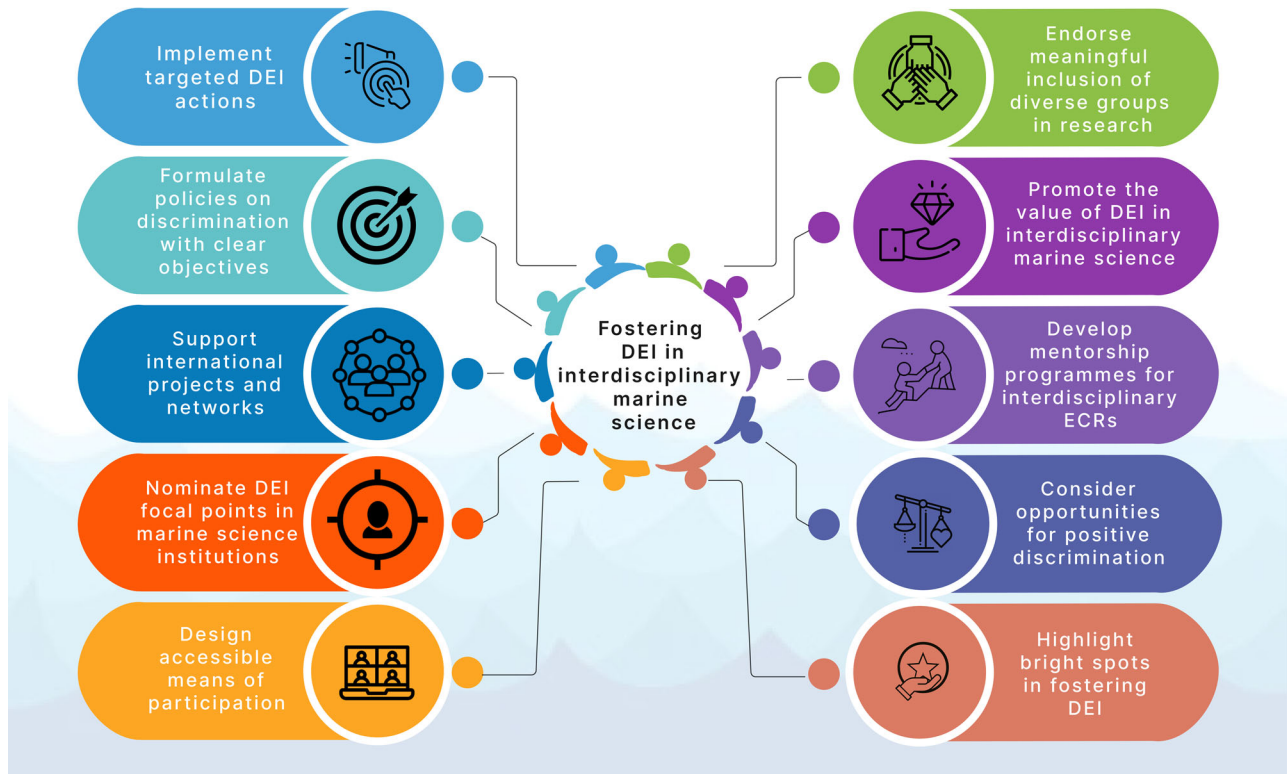 Implement
targeted DEI
actions
Formulate
policies on
discrimination
with clear
objectives
Support
international
projects and
networks
Nominate DEI
focal points in
marine science
institutions
Design
accessible
means of
participation
Fostering
DEI in
interdisciplinary
marine
science
Endorse
meaningful
inclusion of
diverse groups
in research
Promote the
value of DEI in
interdisciplinary
marine science
Develop
mentorship
programmes for
interdisciplinary
ECRs
Consider
opportunities
for positive
discrimination
Highlight
bright spots
in fostering
DEI